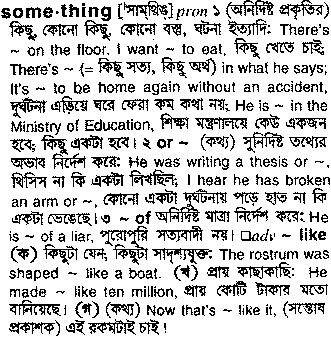 some·thing [ˈসাম্‌থিঙ্] pron ১ (অনির্দিষ্ট প্রকৃতির)
কিছু, কোনো কিছু, কোনো বস্তু, ঘটনা ইত্যাদি: There's
~ on the floor. I want ~ to eat, কিছু খেতে চাই;
There's ~ (= কিছু সত্য, কিছু অর্থ) in what he says;
It's ~ to be home again without an accident,
দুর্ঘটনা এড়িয়ে ঘরে ফেরা কম কথা নয়; He is ~ in the
Ministry of Education, শিক্ষা মন্ত্রণালয়ে কেউ একজন
হবে; কিছু একটা হবে। ২ or ~ (কথ্য) সুনির্দিষ্ট তথ্যের
অভাব নির্দেশ করে: He was writing a thesis or ~,
থিসিস না কি একটা লিখছিল; I hear he has broken
an arm or ~, কোনো একটা দুর্ঘটনায় পড়ে হাত না কি
একটা ভেঙেছে। ৩ ~ of অনির্দিষ্ট মাত্রা নির্দেশ করে: He
is ~ of a liar, পুরোপুরি সত্যবাদী নয়। □adv ~ like
(ক) কিছুটা যেন; কিছুটা সাদৃশ্যযুক্ত: The rostrum was
shaped ~ like a boat. (খ) প্রায় কাছাকাছি: He
made ~ like ten million, প্রায় কোটি টাকার মতো
বানিয়েছে। (গ) (কথ্য) Now that's ~ like it, (সন্তোষ
প্রকাশক) এই রকমটাই চাই!